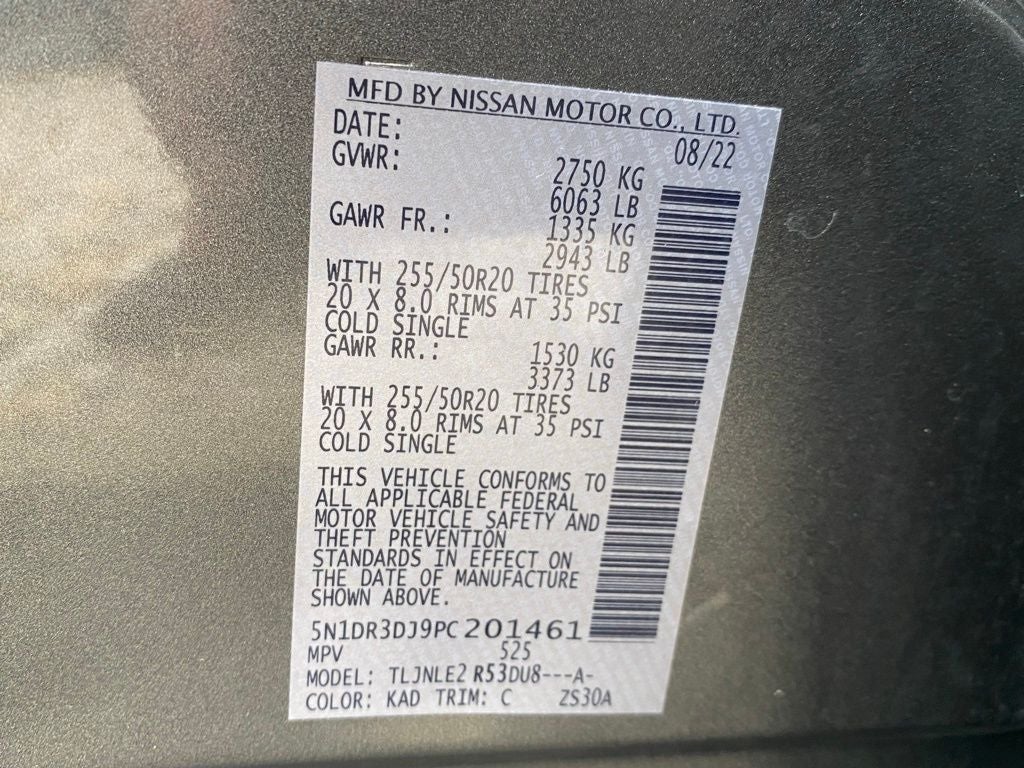 MFD BY NISSAN MOTOR CO., LTD.
DATE: 08/22
GVWR: 2750 KG
6063 LB
GAWR FR.: 1335 KG
2943 LB
WITH 255/50R20 TIRES
20 X 8.0 RIMS AT 35 PSI
COLD SINGLE
GAWR RR.: 1530 KG
3373 LB
WITH 255/50R20 TIRES
20 X 8.0 RIMS AT 35 PSI
COLD SINGLE
THIS VEHICLE CONFORMS TO
ALL APPLICABLE FEDERAL
MOTOR VEHICLE SAFETY AND
THEFT PREVENTION
STANDARDS IN EFFECT ON
THE DATE OF MANUFACTURE
SHOWN ABOVE.
5N1DR3DJ9PC201461
MPV 525
MODEL: TLJNLE2 R53DU8---A-
COLOR: KAD TRIM: C ZS30A